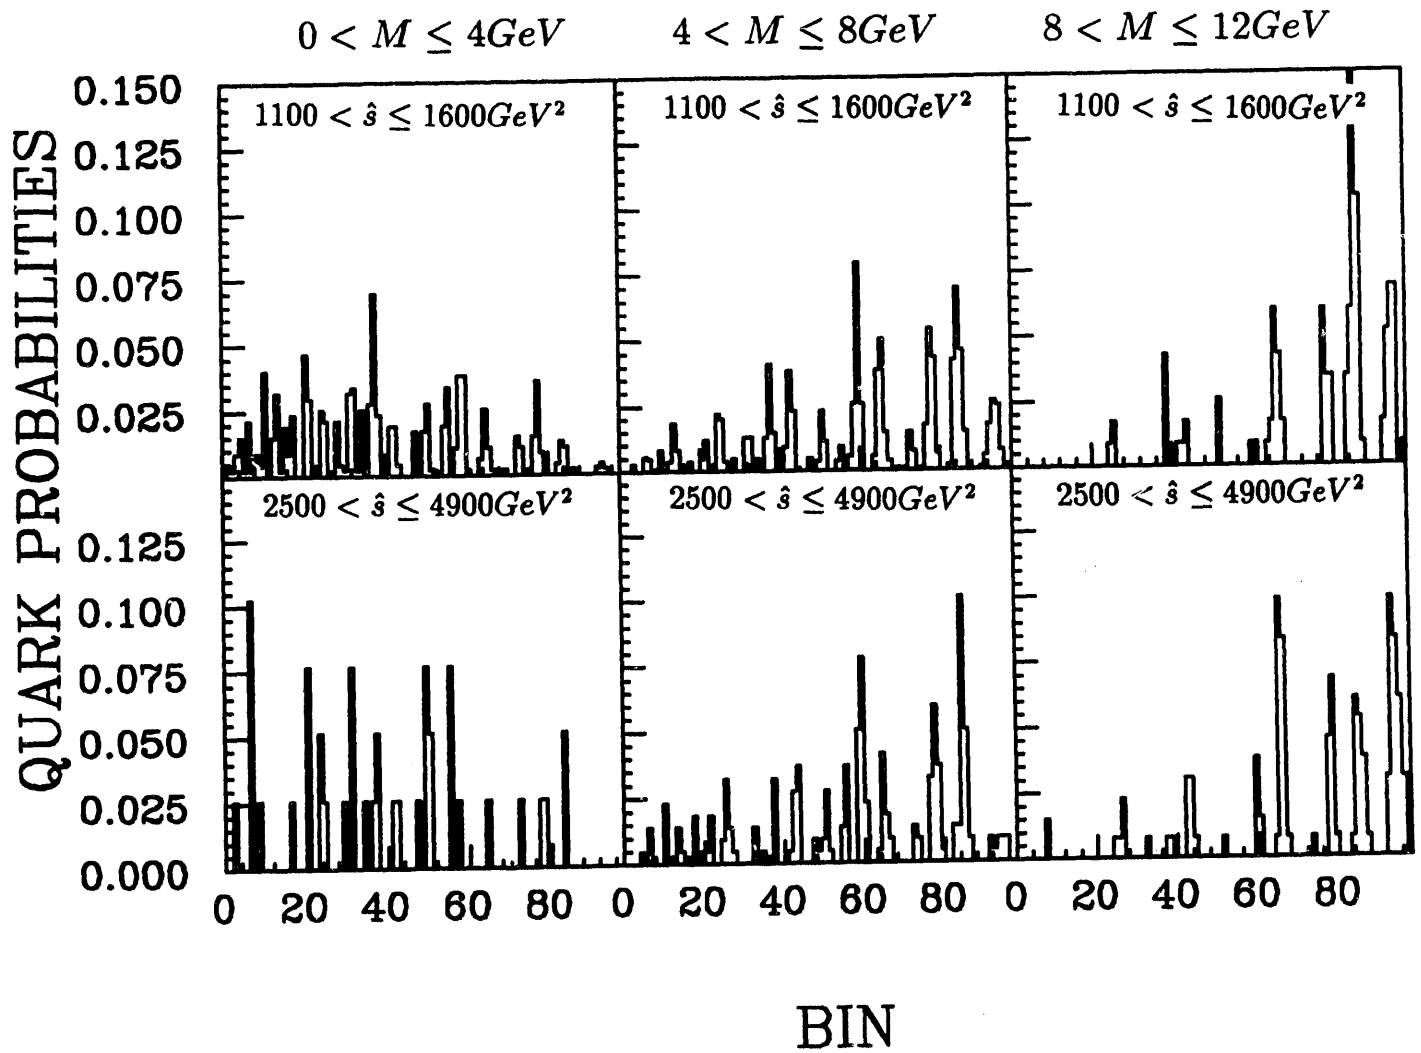 0 < M ≤ 4GeV 4 < M ≤ 8GeV 8 < M ≤ 12GeV
0.150
1100 < ŝ ≤ 1600GeV² 1100 < ŝ ≤ 1600GeV² 1100 < ŝ ≤ 1600GeV²
0.125
0.100
0.075
0.050
0.025
QUARK PROBABILITIES
2500 < ŝ ≤ 4900GeV² 2500 < ŝ ≤ 4900GeV² 2500 < ŝ ≤ 4900GeV²
0.125
0.100
0.075
0.050
0.025
0.000
0 20 40 60 80 0 20 40 60 80 0 20 40 60 80
BIN